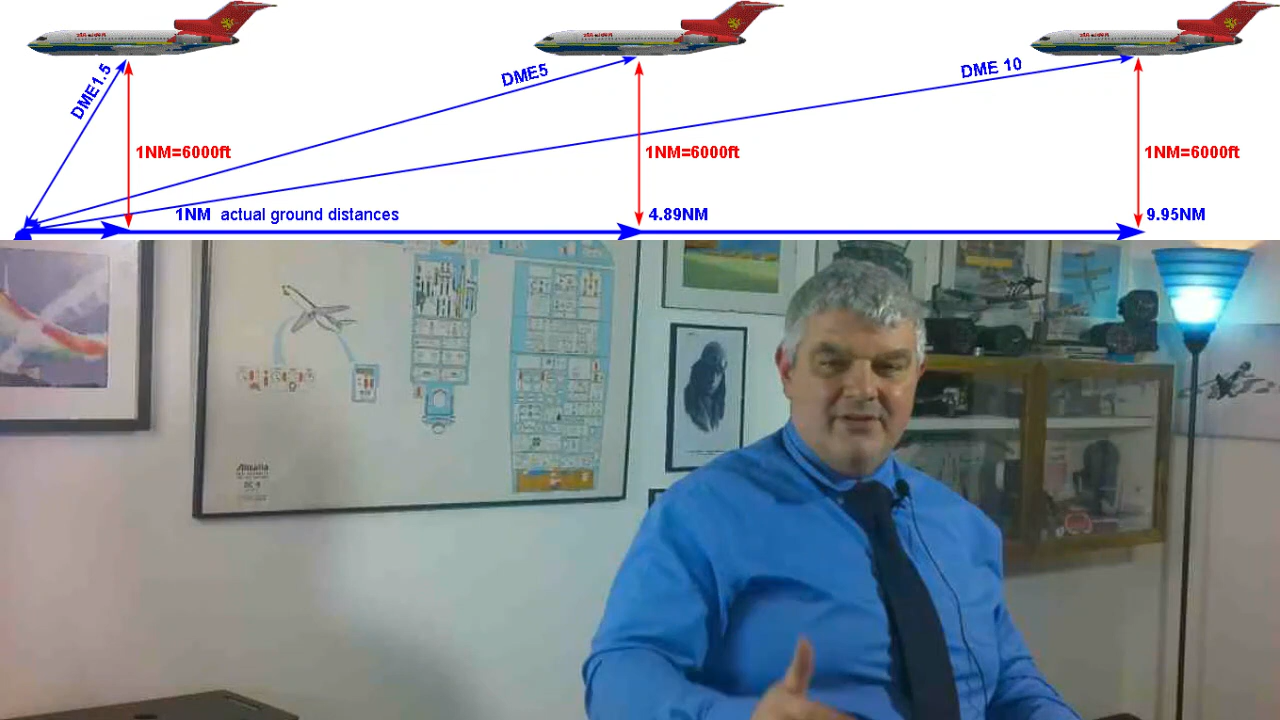 DME1.5
DME5
DME 10
1NM=6000ft
1NM=6000ft
1NM=6000ft
1NM actual ground distances
4.89NM
9.95NM
Alitalia